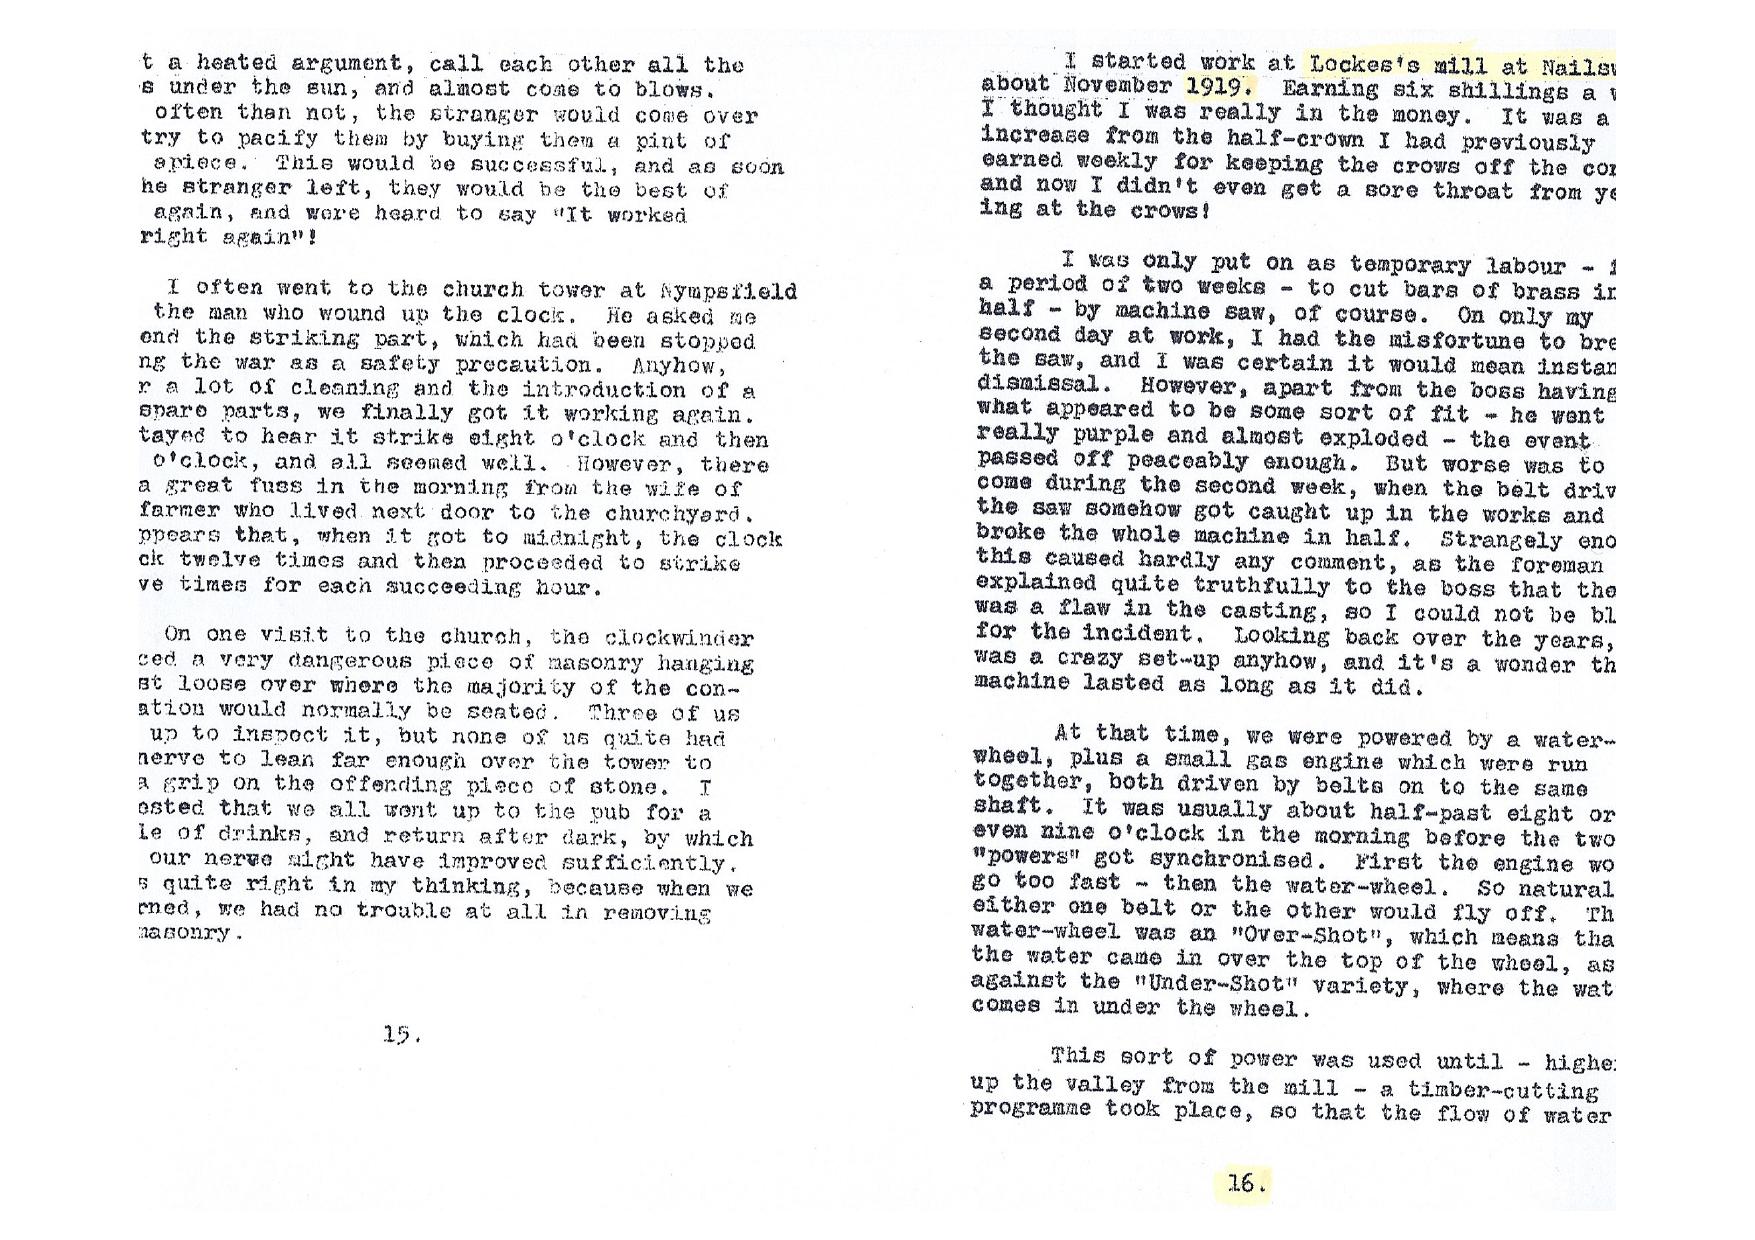 t a heated argument, call each other all the
s under the sun, and almost come to blows.
often than not, the stranger would come over
try to pacify them by buying them a pint of
apiece. This would be successful, and as soon
he stranger left, they would be the best of
again, and were heard to say "It worked
right again"!
I often went to the church tower at Nympsfield
the man who wound up the clock. He asked me
end the striking part, which had been stopped
ng the war as a safety precaution. Anyhow,
r a lot of cleaning and the introduction of a
spare parts, we finally got it working again.
tayed to hear it strike eight o'clock and then
o'clock, and all seemed well. However, there
a great fuss in the morning from the wife of
farmer who lived next door to the churchyard.
ppears that, when it got to midnight, the clock
ck twelve times and then proceeded to strike
ve times for each succeeding hour.
On one visit to the church, the clockwinder
ced a very dangerous piece of masonry hanging
st loose over where the majority of the con-
ation would normally be seated. Three of us
up to inspect it, but none of us quite had
nerve to lean far enough over the tower to
a grip on the offending piece of stone. I
ested that we all went up to the pub for a
le of drinks, and return after dark, by which
our nerve might have improved sufficiently.
s quite right in my thinking, because when we
rned, we had no trouble at all in removing
masonry.
15.
I started work at Lockes's mill at Nailsw
about November 1919. Earning six shillings a w
I thought I was really in the money. It was a
increase from the half-crown I had previously
earned weekly for keeping the crows off the cor
and now I didn't even get a sore throat from ye
ing at the crows!
I was only put on as temporary labour - f
a period of two weeks - to cut bars of brass in
half - by machine saw, of course. On only my
second day at work, I had the misfortune to bre
the saw, and I was certain it would mean instan
dismissal. However, apart from the boss having
what appeared to be some sort of fit - he went
really purple and almost exploded - the event
passed off peaceably enough. But worse was to
come during the second week, when the belt driv
the saw somehow got caught up in the works and
broke the whole machine in half. Strangely eno
this caused hardly any comment, as the foreman
explained quite truthfully to the boss that the
was a flaw in the casting, so I could not be bl
for the incident. Looking back over the years,
was a crazy set-up anyhow, and it's a wonder th
machine lasted as long as it did.
At that time, we were powered by a water-
wheel, plus a small gas engine which were run
together, both driven by belts on to the same
shaft. It was usually about half-past eight or
even nine o'clock in the morning before the two
"powers" got synchronised. First the engine wo
go too fast - then the water-wheel. So natural
either one belt or the other would fly off. Th
water-wheel was an "Over-Shot", which means tha
the water came in over the top of the wheel, as
against the "Under-Shot" variety, where the wat
comes in under the wheel.
This sort of power was used until - highe
up the valley from the mill - a timber-cutting
programme took place, so that the flow of water
16.